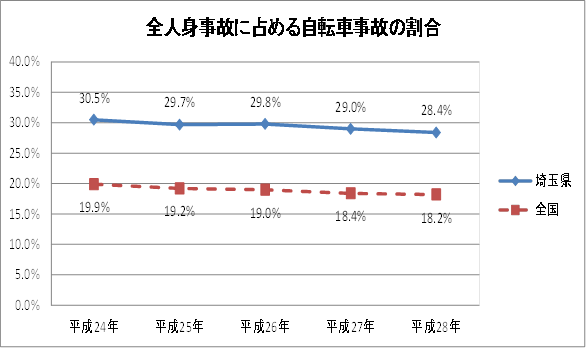 全人身事故に占める自転車事故の割合
40.0%
35.0%
30.0%
25.0%
20.0%
15.0%
10.0%
5.0%
0.0%
30.5%
29.7%
29.8%
29.0%
28.4%
19.9%
19.2%
19.0%
18.4%
18.2%
平成24年
平成25年
平成26年
平成27年
平成28年
埼玉県
全国